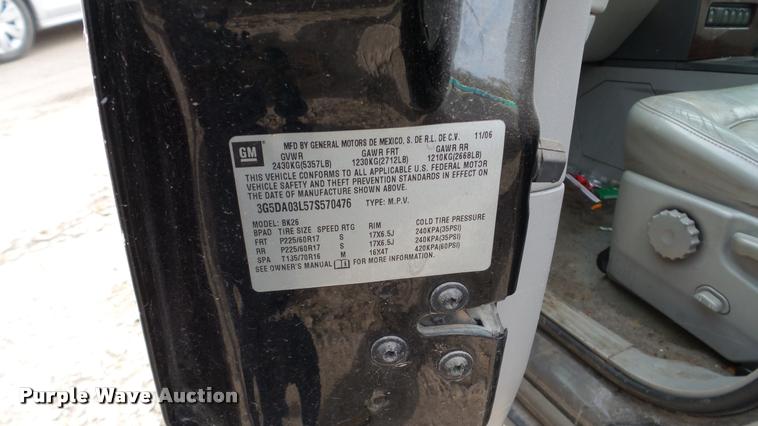 GM
MFD BY GENERAL MOTORS DE MEXICO, S. DE R.L. DE C.V. 11/06
GVWR GAWR FRT GAWR RR
2430KG(5357LB) 1230KG(2712LB) 1210KG(2668LB)
THIS VEHICLE CONFORMS TO ALL APPLICABLE U.S. FEDERAL MOTOR
VEHICLE SAFETY AND THEFT PREVENTION STANDARDS IN EFFECT ON
THE DATE OF MANUFACTURE SHOWN ABOVE.
3G5DA03L57S570476 TYPE: M.P.V.
MODEL: BK26
BPAD TIRE SIZE SPEED RTG RIM COLD TIRE PRESSURE
FRT P225/60R17 S 17X6.5J 240KPA(35PSI)
RR P225/60R17 S 17X6.5J 240KPA(35PSI)
SPA T135/70R16 M 16X4T 420KPA(60PSI)
SEE OWNER'S MANUAL FOR MORE INFORMATION.
Purple Wave Auction